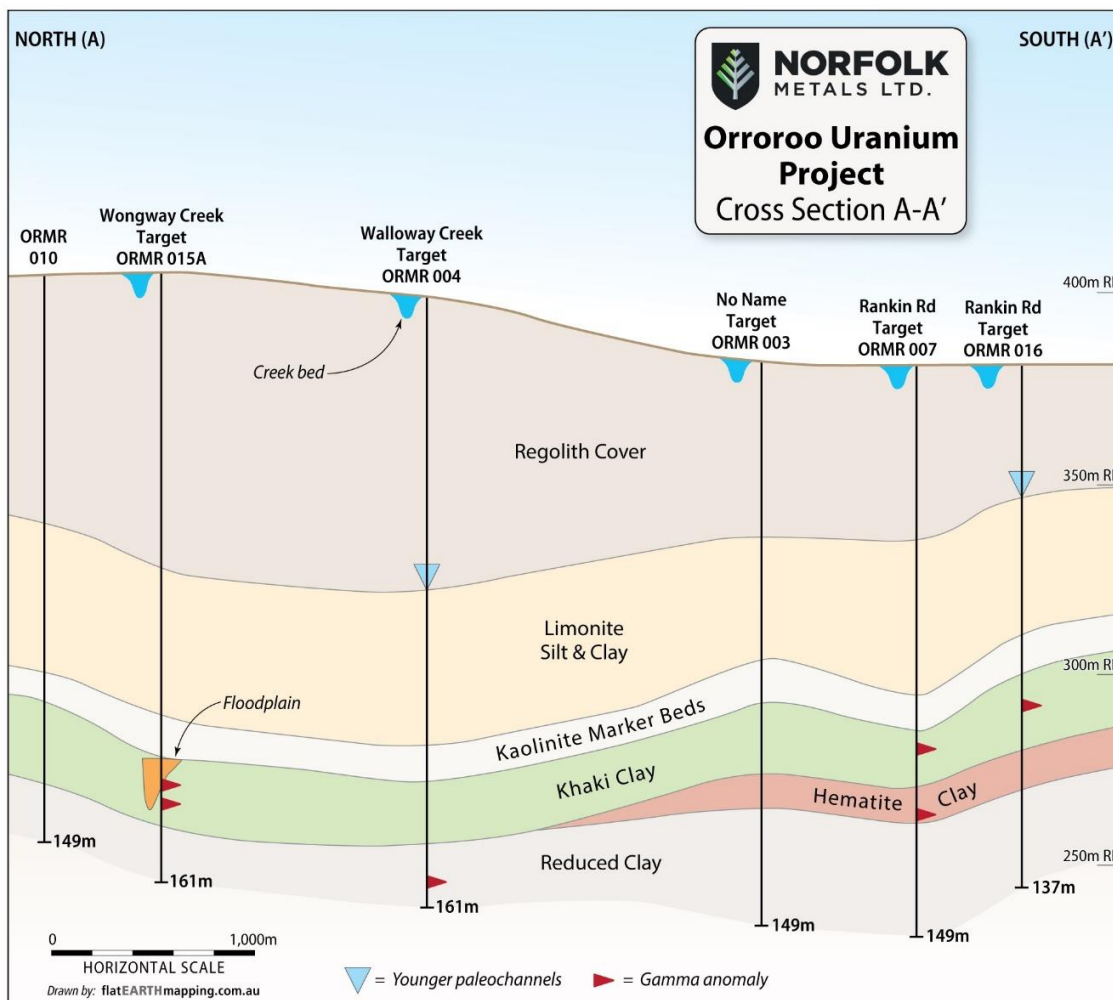 NORTH (A)
SOUTH (A’)
NORFOLK
METALS LTD.
Orroroo Uranium
Project
Cross Section A-A’
ORMR
010
Wongway Creek
Target
ORMR 015A
Walloway Creek
Target
ORMR 004
No Name
Target
ORMR 003
Rankin Rd
Target
ORMR 007
Rankin Rd
Target
ORMR 016
400m R
Creek bed
Regolith Cover
350m R
Limonite
Silt & Clay
300m R
Floodplain
Kaolinite Marker Beds
Khaki Clay
Hematite Clay
Reduced Clay
250m R
149m
161m
161m
149m
149m
137m
0 1,000m
HORIZONTAL SCALE
Drawn by: flatEARTHmapping.com.au
= Younger paleochannels
= Gamma anomaly